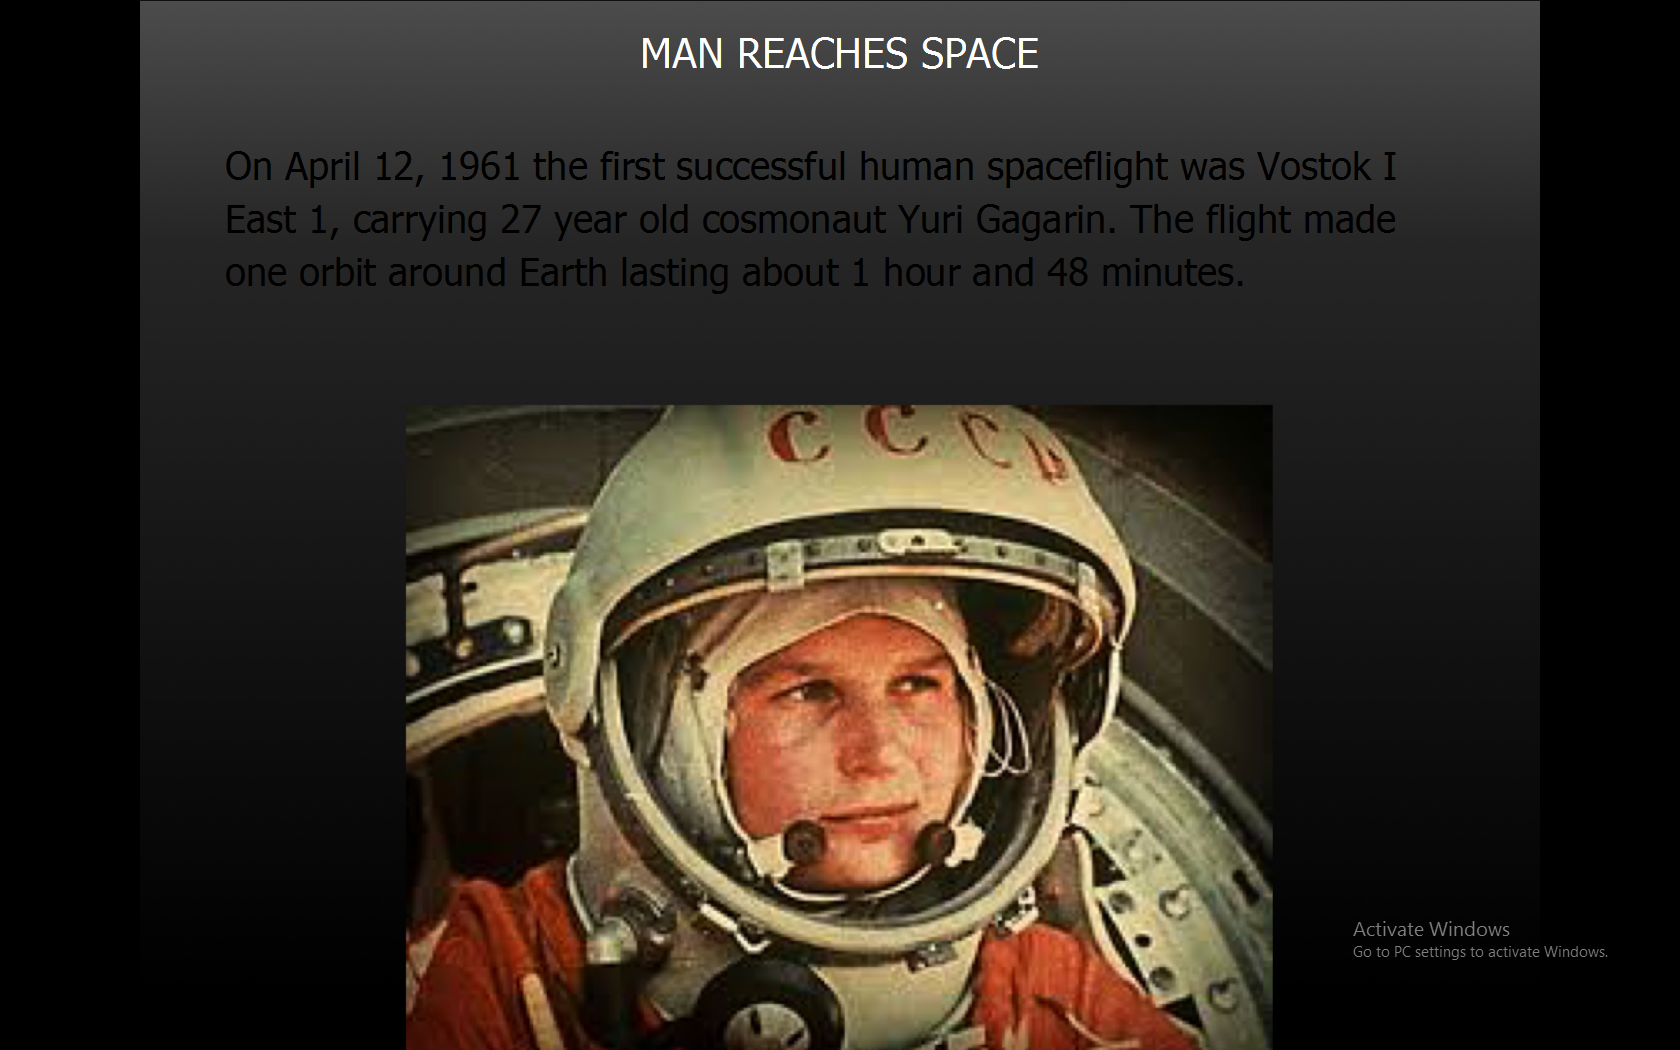 MAN REACHES SPACE
On April 12, 1961 the first successful human spaceflight was Vostok I
East 1, carrying 27 year old cosmonaut Yuri Gagarin. The flight made
one orbit around Earth lasting about 1 hour and 48 minutes.
СССР
Activate Windows
Go to PC settings to activate Windows.